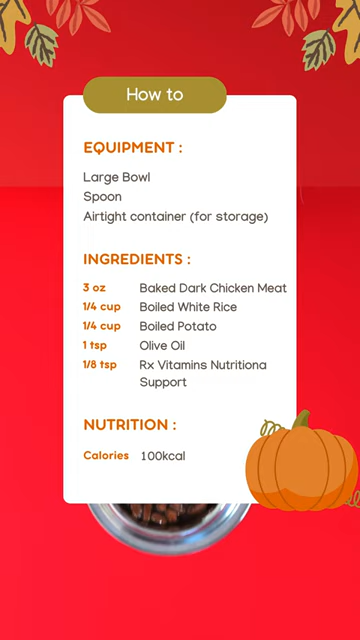 How to
EQUIPMENT :
Large Bowl
Spoon
Airtight container (for storage)
INGREDIENTS :
3 oz Baked Dark Chicken Meat
1/4 cup Boiled White Rice
1/4 cup Boiled Potato
1 tsp Olive Oil
1/8 tsp Rx Vitamins Nutritiona
Support
NUTRITION :
Calories 100kcal